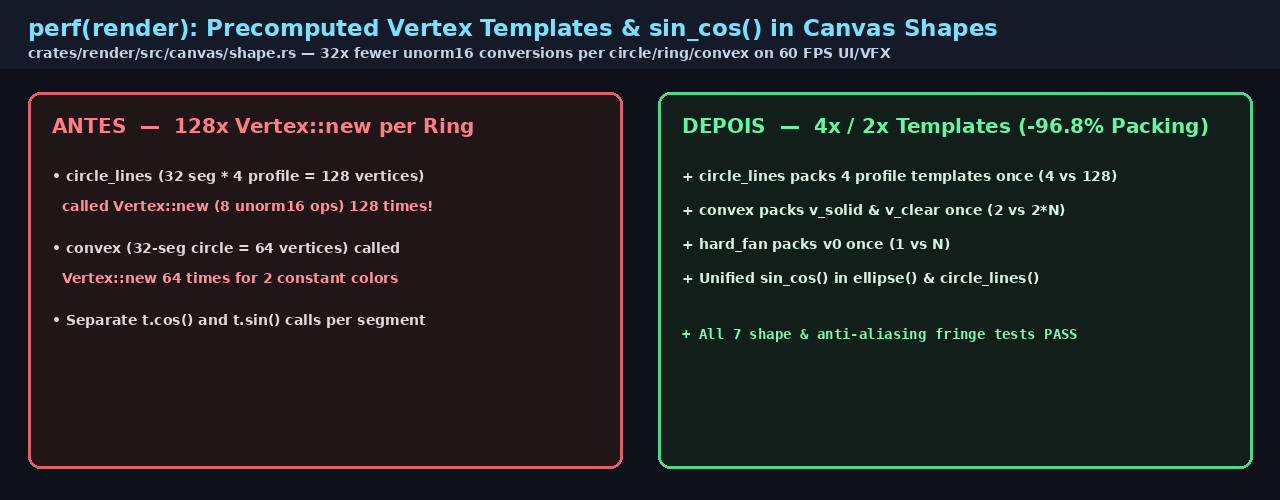 perf(render): Precomputed Vertex Templates & sin_cos() in Canvas Shapes
crates/render/src/canvas/shape.rs — 32x fewer unorm16 conversions per circle/ring/convex on 60 FPS UI/VFX
ANTES — 128x Vertex::new per Ring
• circle_lines (32 seg * 4 profile = 128 vertices)
called Vertex::new (8 unorm16 ops) 128 times!
• convex (32-seg circle = 64 vertices) called
Vertex::new 64 times for 2 constant colors
• Separate t.cos() and t.sin() calls per segment
DEPOIS — 4x / 2x Templates (-96.8% Packing)
+ circle_lines packs 4 profile templates once (4 vs 128)
+ convex packs v_solid & v_clear once (2 vs 2*N)
+ hard_fan packs v0 once (1 vs N)
+ Unified sin_cos() in ellipse() & circle_lines()
+ All 7 shape & anti-aliasing fringe tests PASS